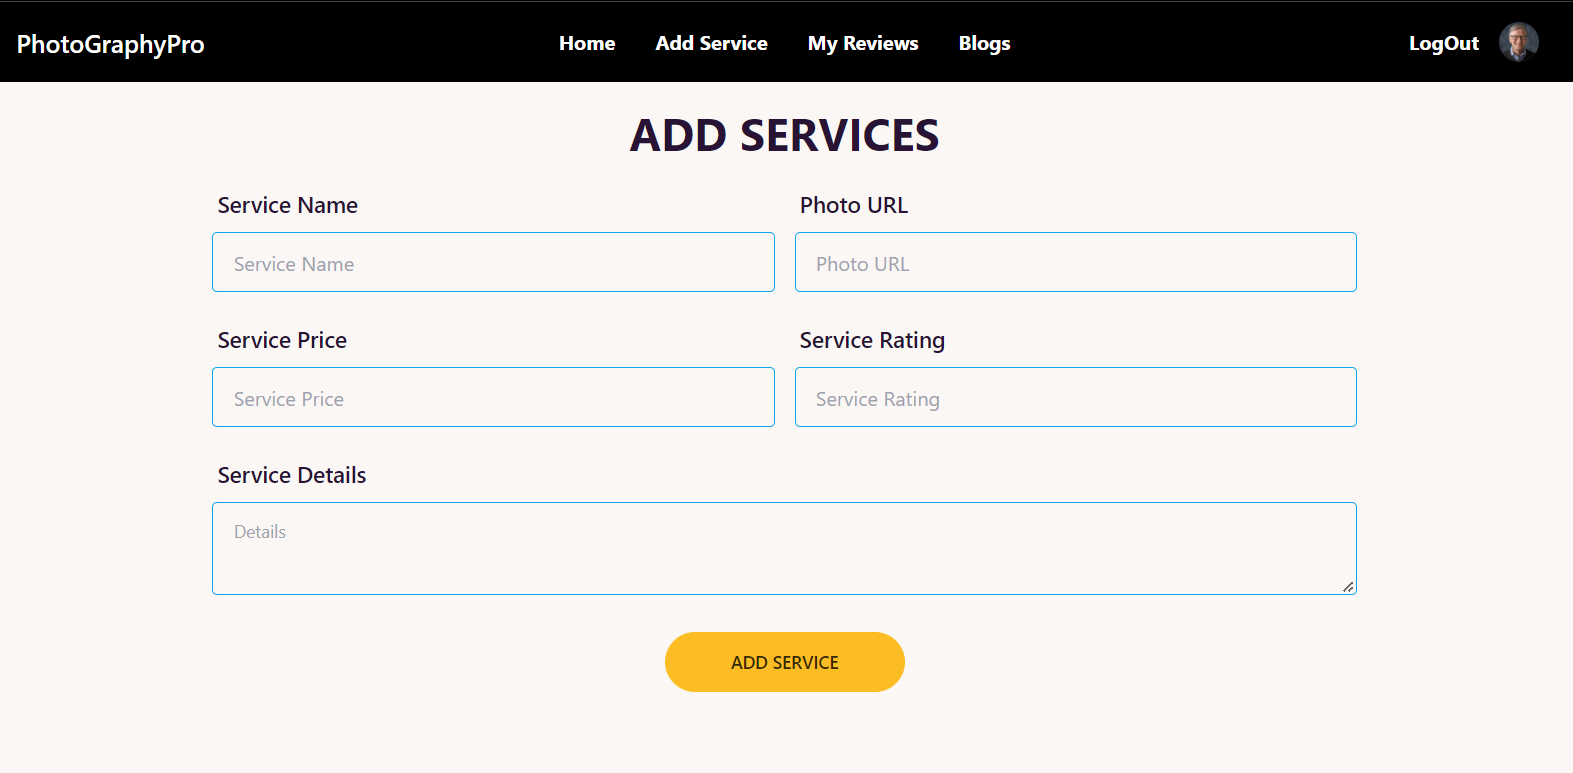 PhotoGraphyPro Home Add Service My Reviews Blogs LogOut
ADD SERVICES
Service Name Photo URL
Service Name Photo URL
Service Price Service Rating
Service Price Service Rating
Service Details
Details
ADD SERVICE